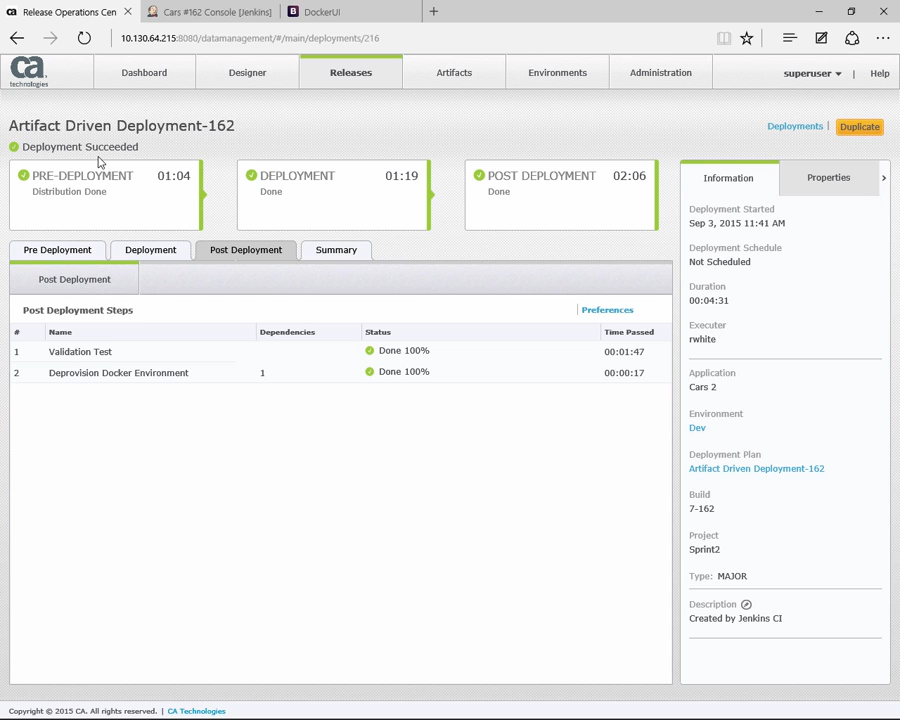 Release Operations Cen
Cars #162 Console [Jenkins]
DockerUI
10.130.64.215:8080/datamanagement/#/main/deployments/216
ca
technologies
Dashboard
Designer
Releases
Artifacts
Environments
Administration
superuser
|
Help
Artifact Driven Deployment-162
Deployments |
Duplicate
Deployment Succeeded
PRE-DEPLOYMENT 01:04
Distribution Done
DEPLOYMENT 01:19
Done
POST DEPLOYMENT 02:06
Done
Information
Properties
Pre Deployment
Deployment
Post Deployment
Summary
Post Deployment
Post Deployment Steps
Preferences
# Name Dependencies Status Time Passed
1 Validation Test Done 100% 00:01:47
2 Deprovision Docker Environment 1 Done 100% 00:00:17
Deployment Started
Sep 3, 2015 11:41 AM
Deployment Schedule
Not Scheduled
Duration
00:04:31
Executer
rwhite
Application
Cars 2
Environment
Dev
Deployment Plan
Artifact Driven Deployment-162
Build
7-162
Project
Sprint2
Type: MAJOR
Description
Created by Jenkins CI
Copyright © 2015 CA. All rights reserved. | CA Technologies